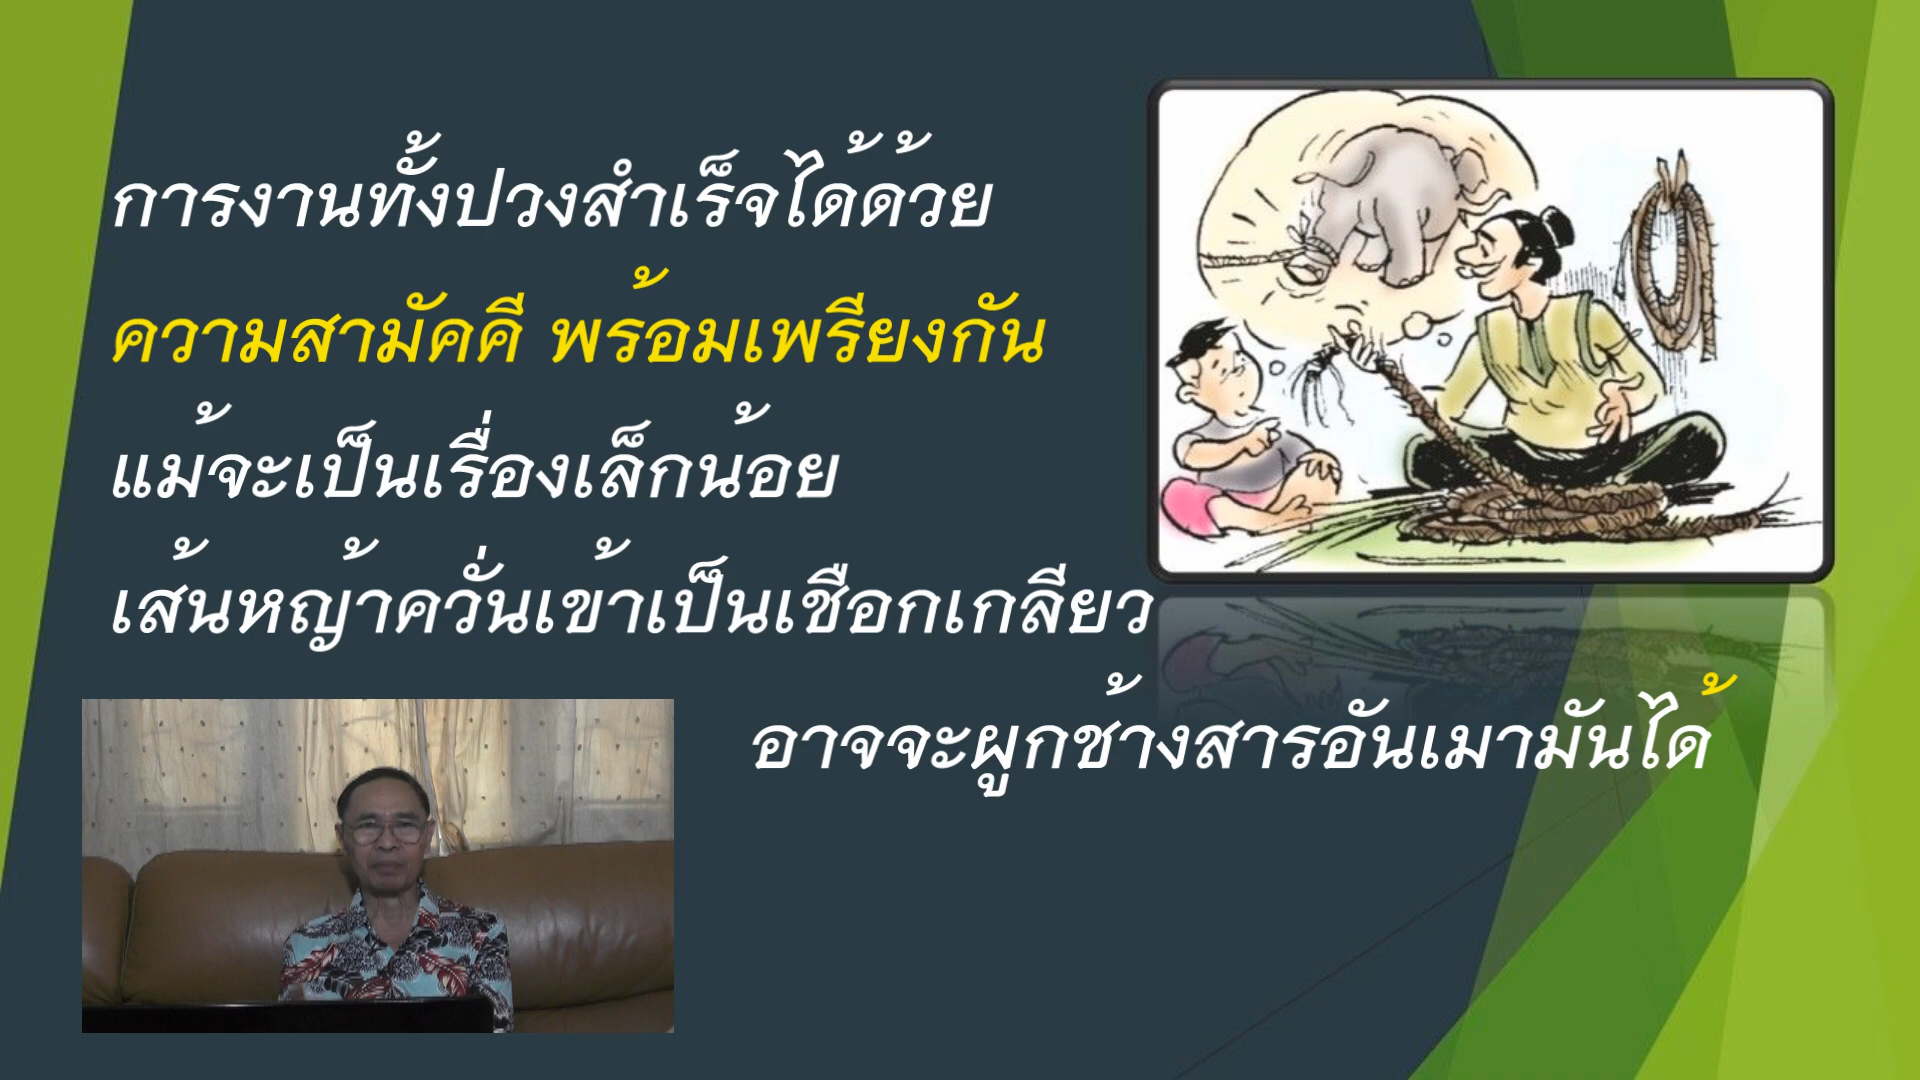 การงานทั้งปวงสำเร็จได้ด้วย
ความสามัคคี พร้อมเพรียงกัน
แม้จะเป็นเรื่องเล็กน้อย
เส้นหญ้าควั่นเข้าเป็นเชือกเกลียว
อาจจะผูกช้างสารอันเมามันได้